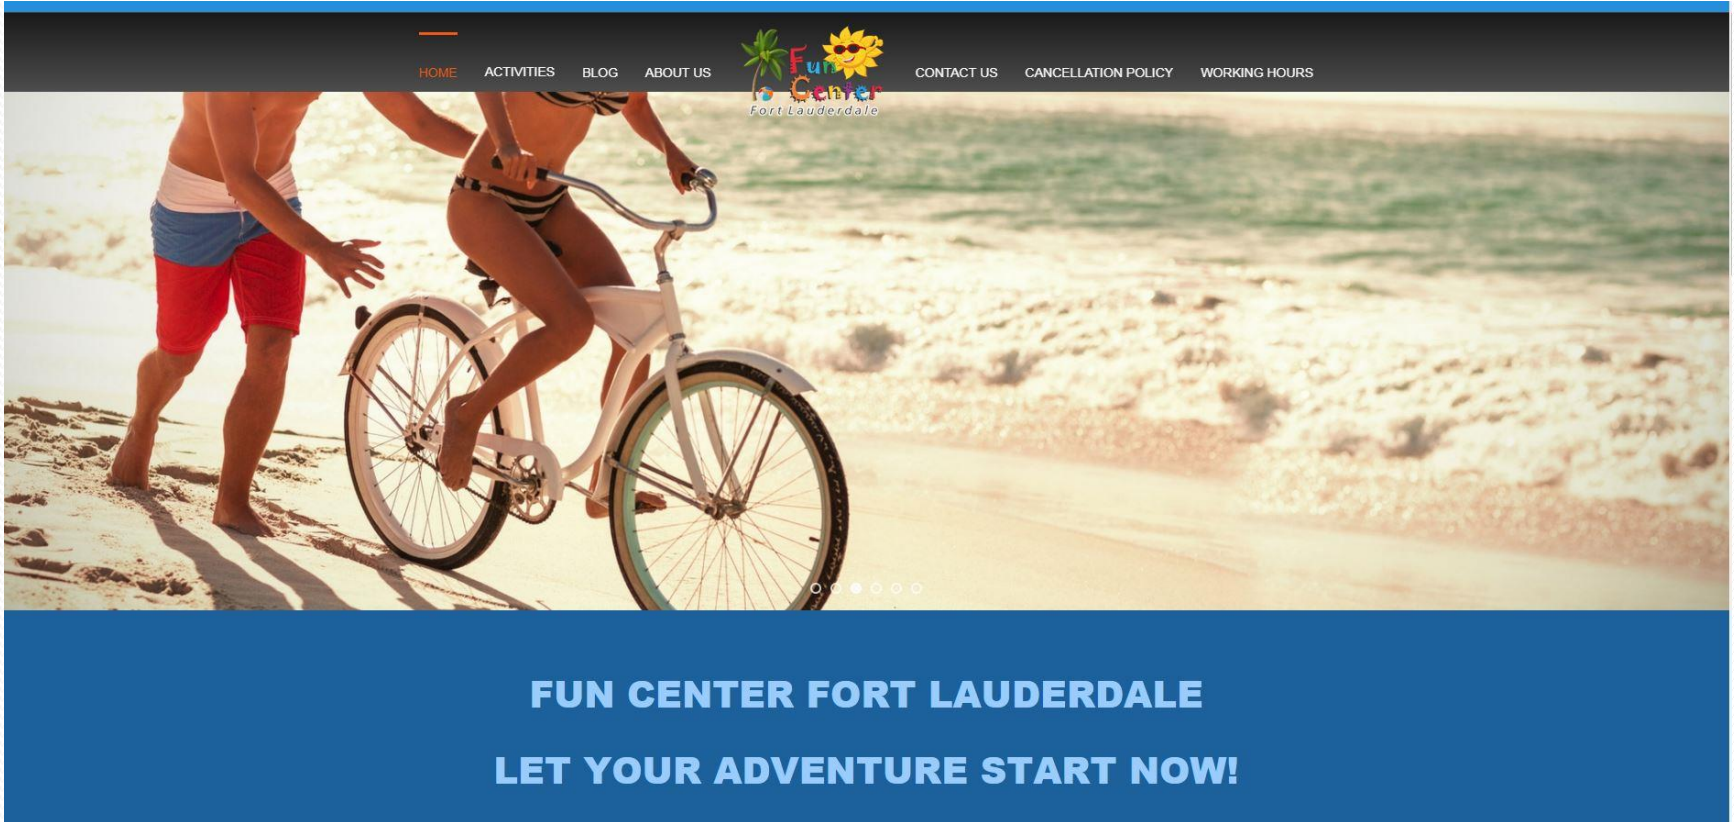 HOME ACTIVITIES BLOG ABOUT US
Fun
Center
Fort Lauderdale
CONTACT US CANCELLATION POLICY WORKING HOURS
FUN CENTER FORT LAUDERDALE
LET YOUR ADVENTURE START NOW!